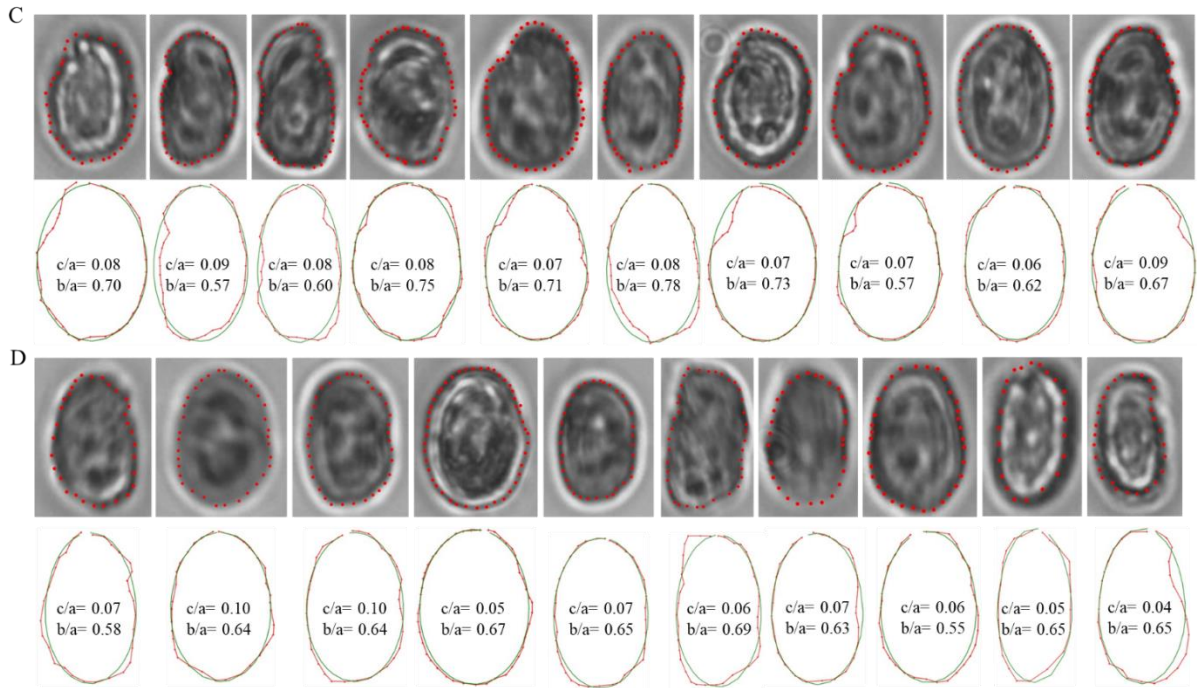 C
c/a= 0.08
b/a= 0.70
c/a= 0.09
b/a= 0.57
c/a= 0.08
b/a= 0.60
c/a= 0.08
b/a= 0.75
c/a= 0.07
b/a= 0.71
c/a= 0.08
b/a= 0.78
c/a= 0.07
b/a= 0.73
c/a= 0.07
b/a= 0.57
c/a= 0.06
b/a= 0.62
c/a= 0.09
b/a= 0.67
D
c/a= 0.07
b/a= 0.58
c/a= 0.10
b/a= 0.64
c/a= 0.10
b/a= 0.64
c/a= 0.05
b/a= 0.67
c/a= 0.07
b/a= 0.65
c/a= 0.06
b/a= 0.69
c/a= 0.07
b/a= 0.63
c/a= 0.06
b/a= 0.55
c/a= 0.05
b/a= 0.65
c/a= 0.04
b/a= 0.65